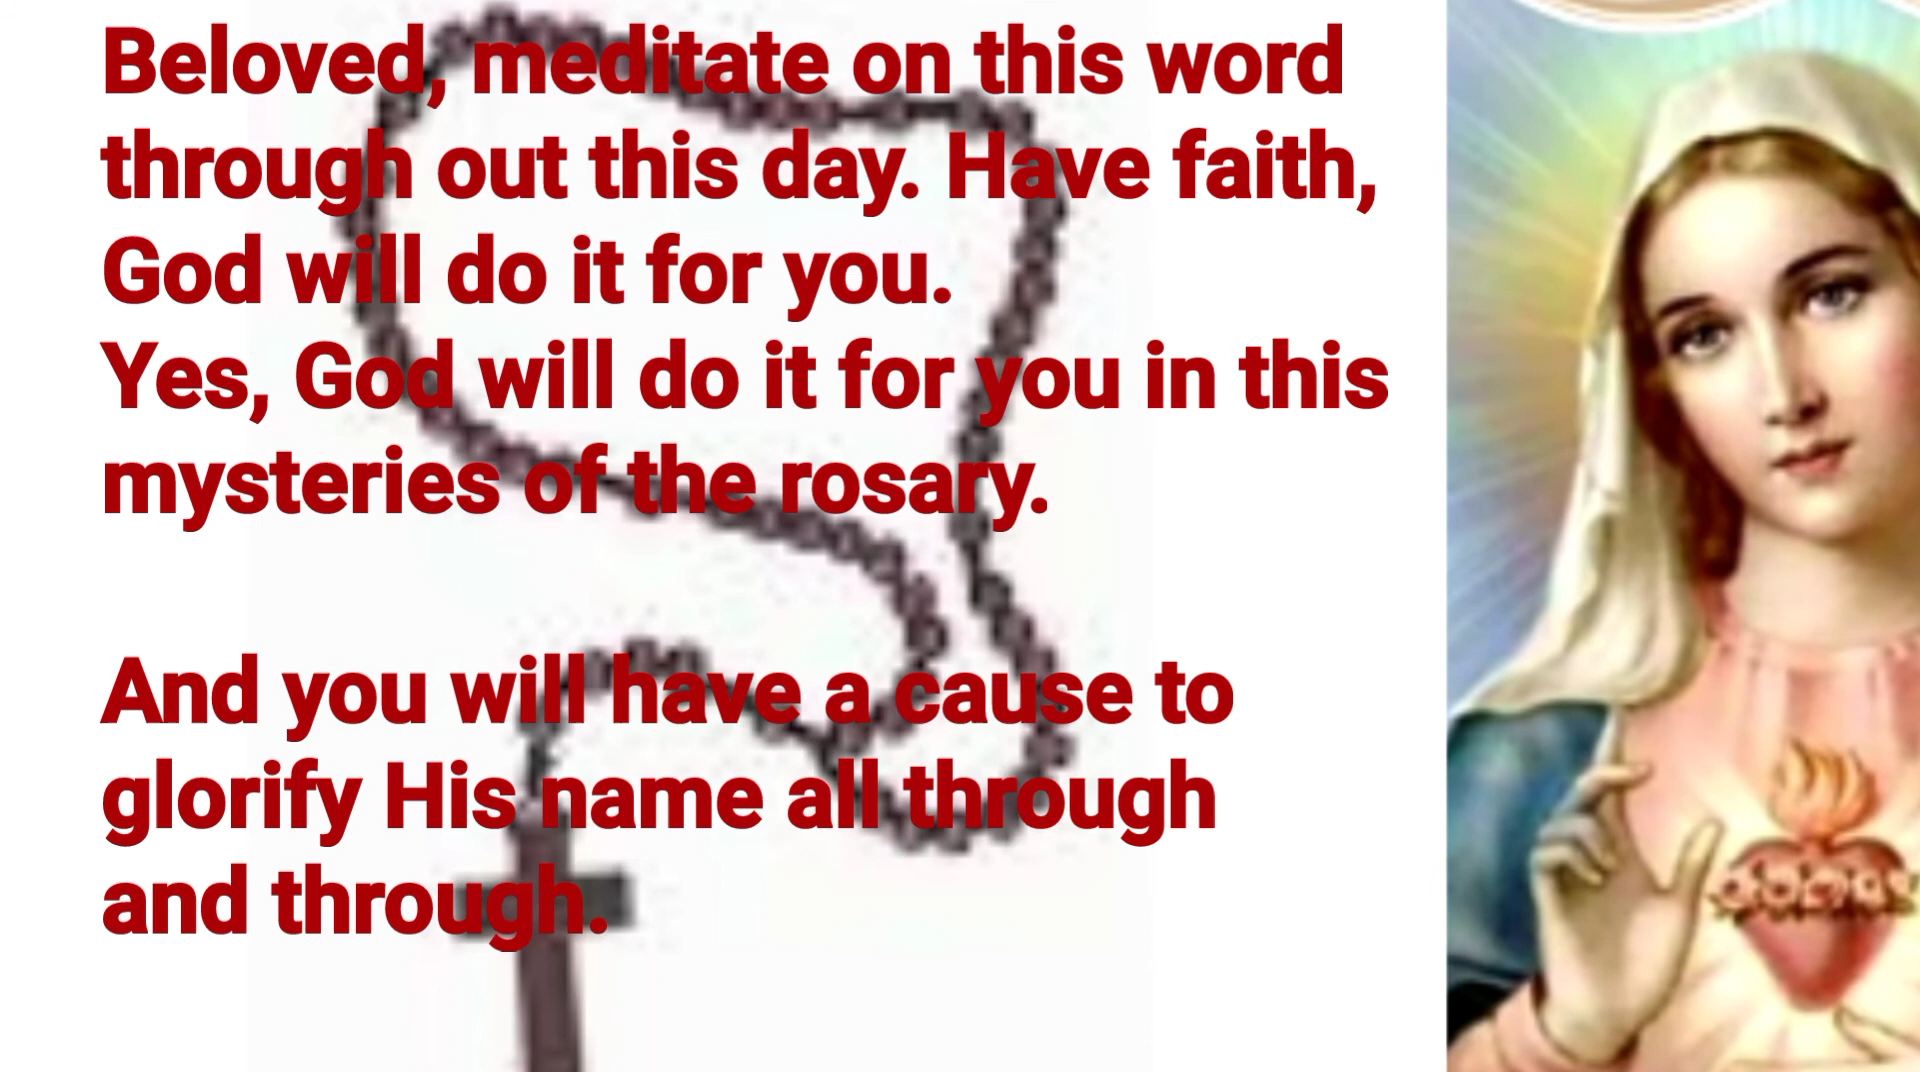 Beloved, meditate on this word
through out this day. Have faith,
God will do it for you.
Yes, God will do it for you in this
mysteries of the rosary.
And you will have a cause to
glorify His name all through
and through.